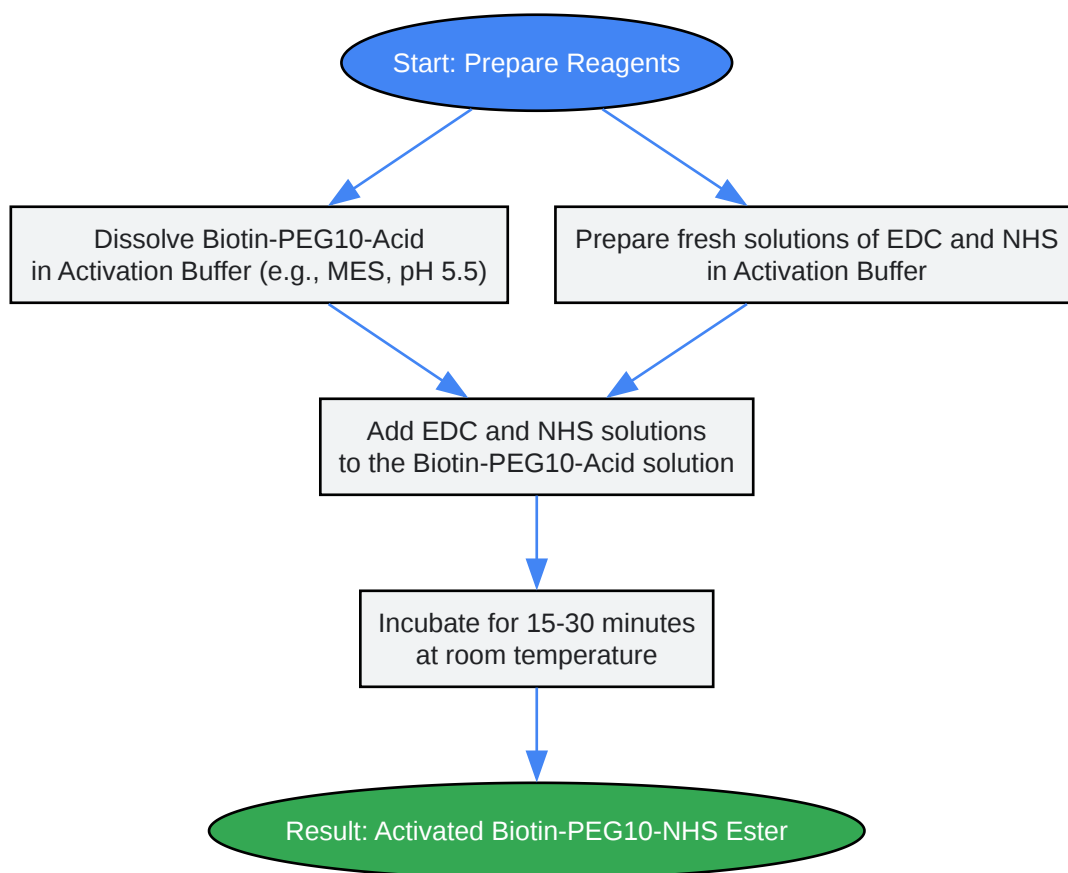 Start: Prepare Reagents
Dissolve Biotin-PEG10-Acid
in Activation Buffer (e.g., MES, pH 5.5)
Prepare fresh solutions of EDC and NHS
in Activation Buffer
Add EDC and NHS solutions
to the Biotin-PEG10-Acid solution
Incubate for 15-30 minutes
at room temperature
Result: Activated Biotin-PEG10-NHS Ester